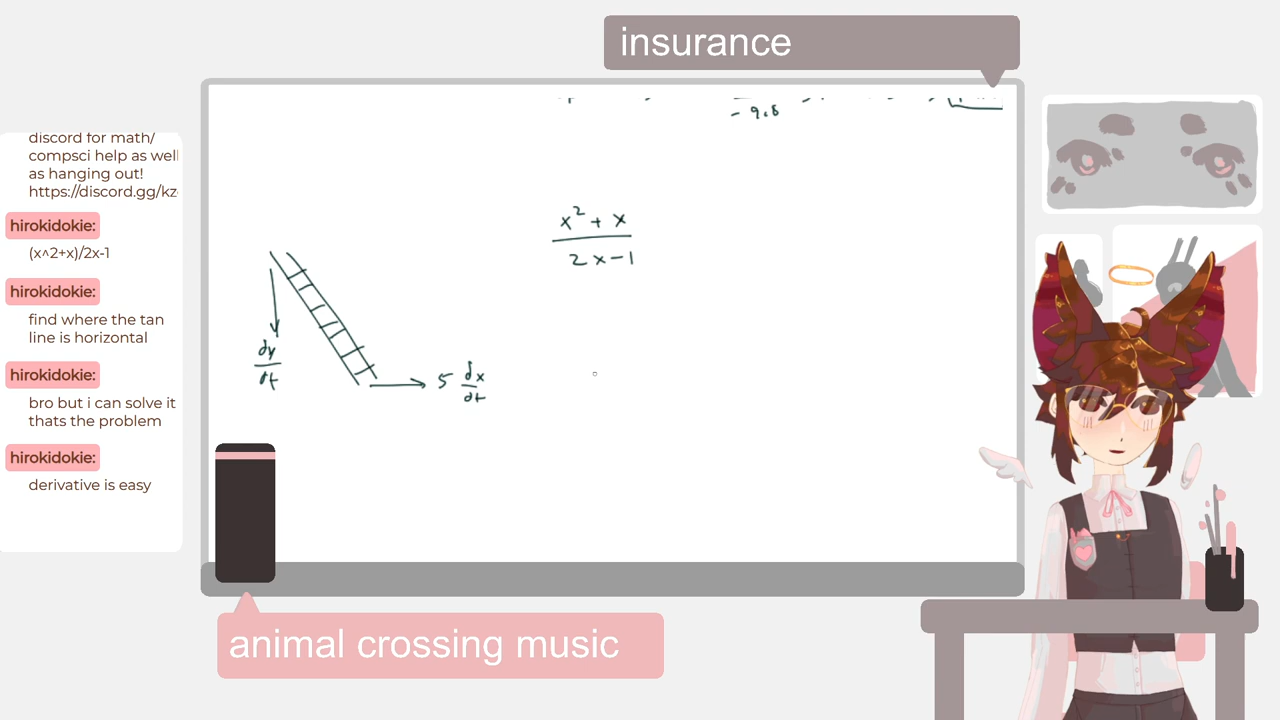 insurance
discord for math/
compsci help as well
as hanging out!
https://discord.gg/kz
hirokidokie:
(x^2+x)/2x-1
hirokidokie:
find where the tan
line is horizontal
hirokidokie:
bro but i can solve it
thats the problem
hirokidokie:
derivative is easy
- 9.8
x² + x
2x-1
dy
dt
5 dx
dt
animal crossing music